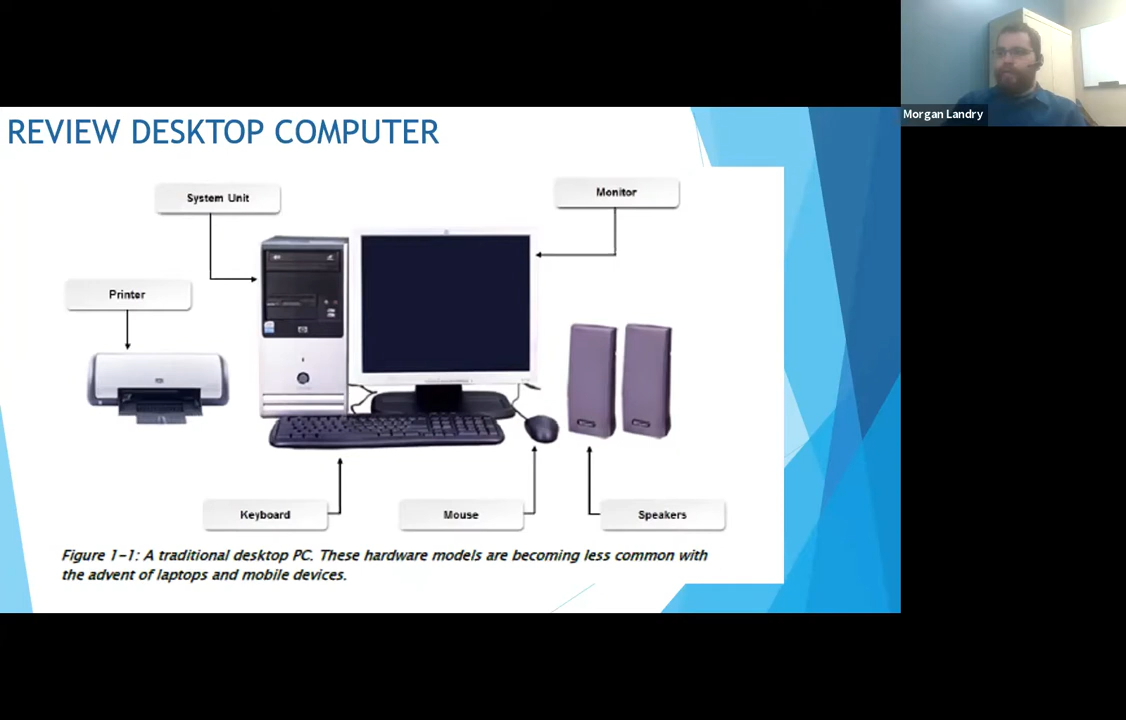 REVIEW DESKTOP COMPUTER
Morgan Landry
System Unit
Monitor
Printer
Keyboard
Mouse
Speakers
Figure 1-1: A traditional desktop PC. These hardware models are becoming less common with
the advent of laptops and mobile devices.